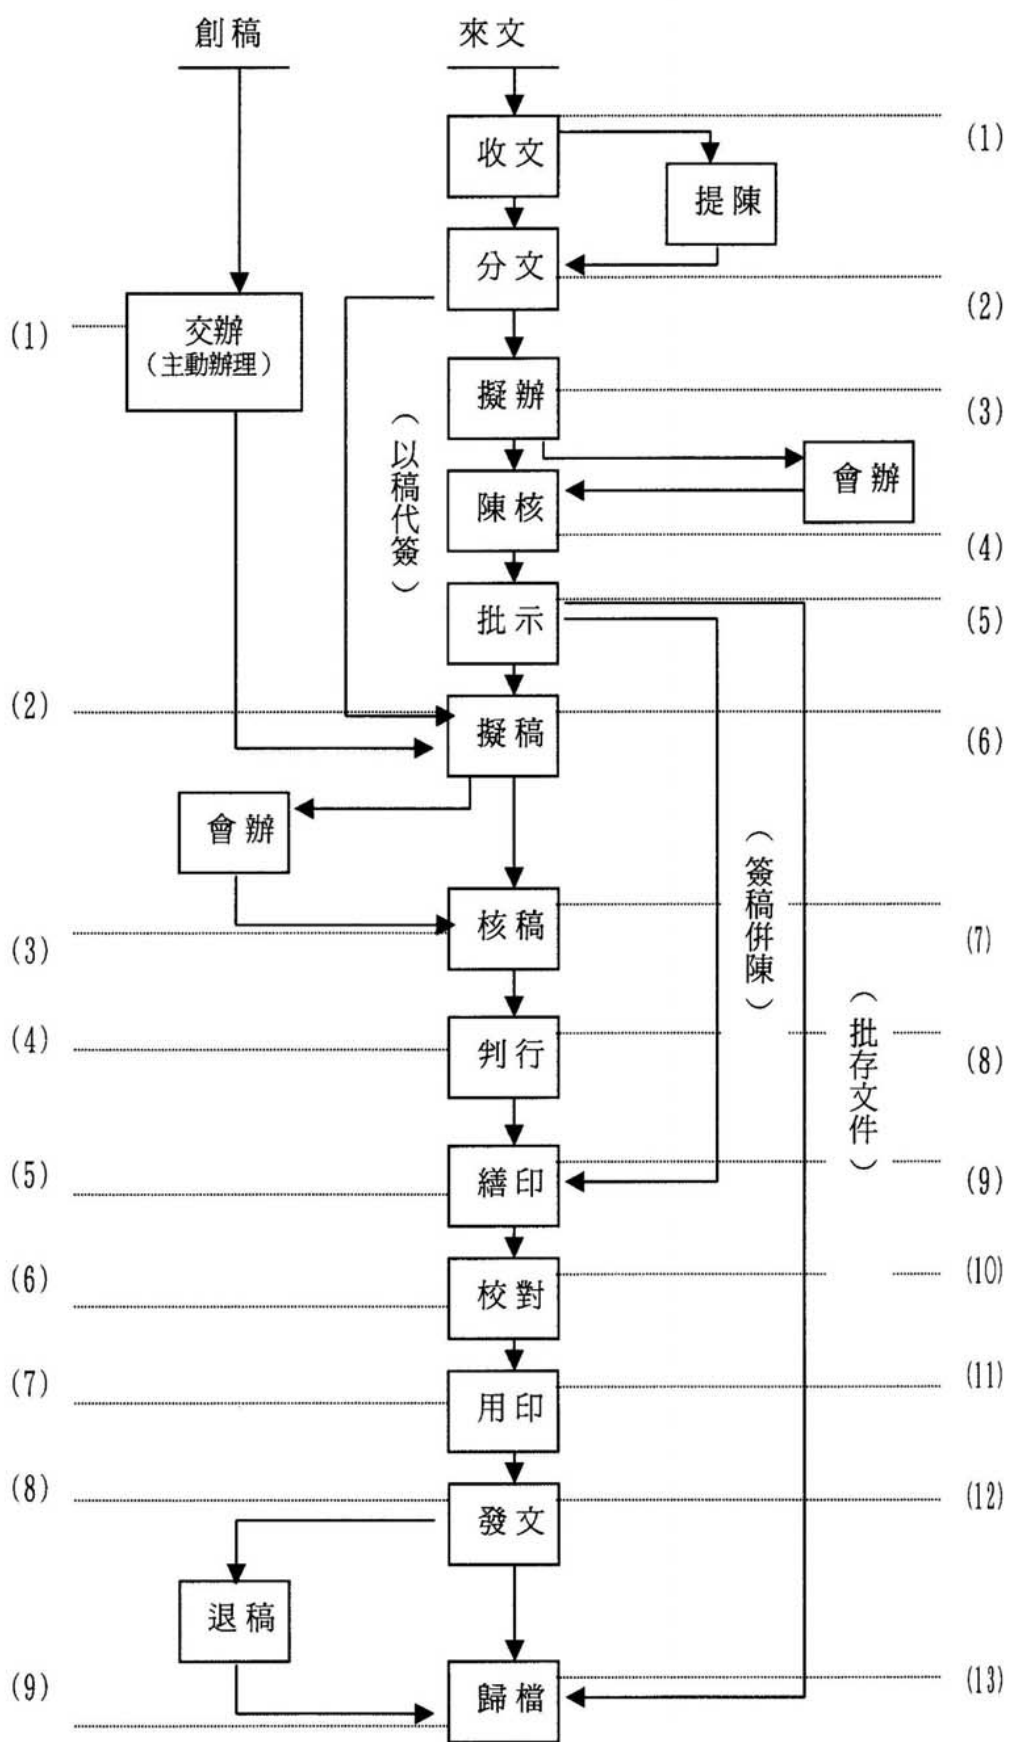 創稿
來文
收文
(1)
提陳
分文
(2)
(1)
交辦
（主動辦理）
擬辦
(3)
（以稿代簽）
會辦
陳核
(4)
批示
(5)
(2)
擬稿
(6)
會辦
（簽稿併陳）
核稿
(3)
(7)
（批存文件）
(4)
判行
(8)
(5)
繕印
(9)
(6)
校對
(10)
(7)
用印
(11)
(8)
發文
(12)
退稿
(9)
歸檔
(13)